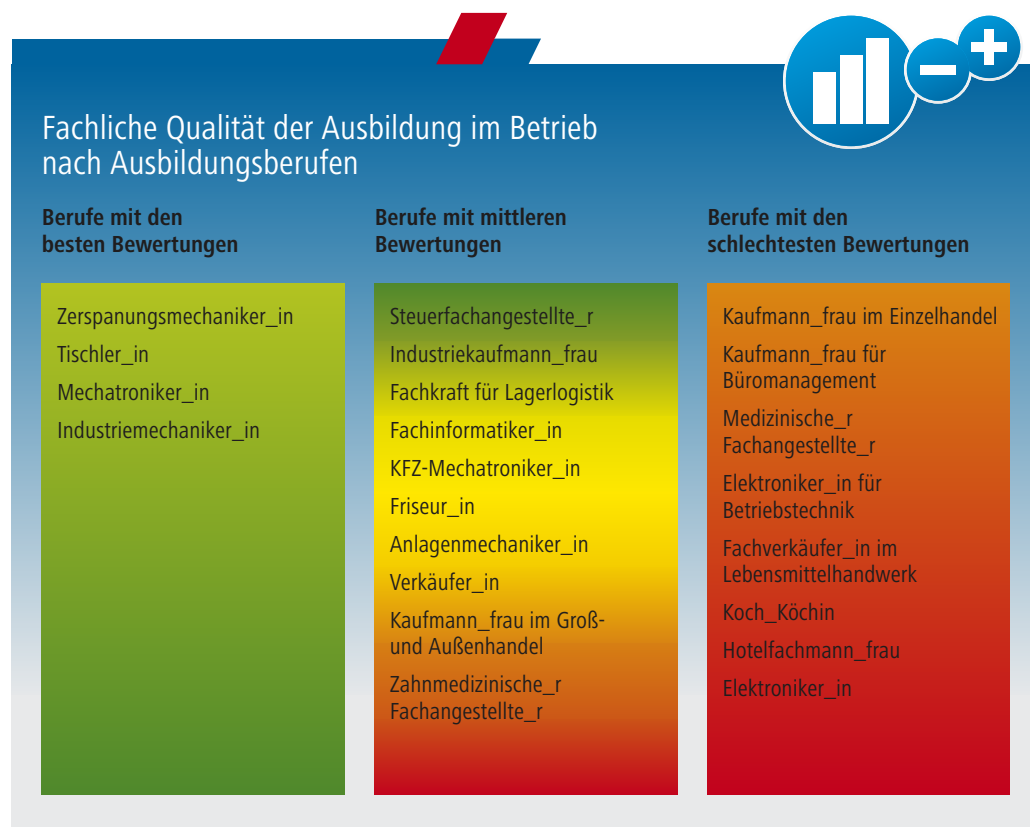 Fachliche Qualität der Ausbildung im Betrieb
nach Ausbildungsberufen
Berufe mit den
besten Bewertungen
Zerspanungsmechaniker_in
Tischler_in
Mechatroniker_in
Industriemechaniker_in
Berufe mit mittleren
Bewertungen
Steuerfachangestellte_r
Industriekaufmann_frau
Fachkraft für Lagerlogistik
Fachinformatiker_in
KFZ-Mechatroniker_in
Friseur_in
Anlagenmechaniker_in
Verkäufer_in
Kaufmann_frau im Groß-
und Außenhandel
Zahnmedizinische_r
Fachangestellte_r
Berufe mit den
schlechtesten Bewertungen
Kaufmann_frau im Einzelhandel
Kaufmann_frau für
Büromanagement
Medizinische_r
Fachangestellte_r
Elektroniker_in für
Betriebstechnik
Fachverkäufer_in im
Lebensmittelhandwerk
Koch_Köchin
Hotelfachmann_frau
Elektroniker_in